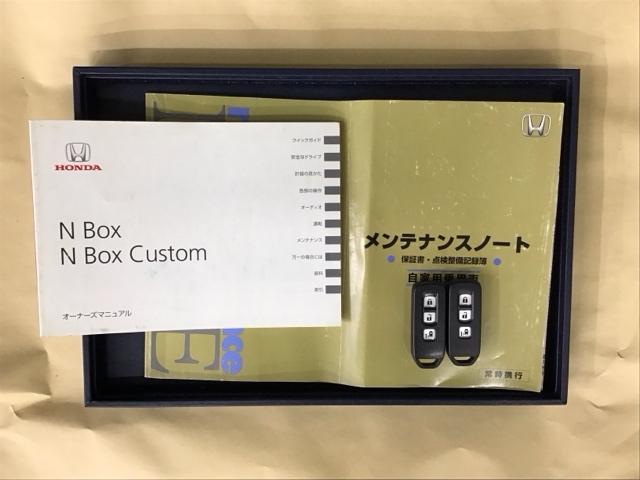 HONDA
N Box
N Box Custom
オーナーズマニュアル
クイックガイド
安全なドライブ
計器の見かた
各部の操作
オーディオ
運転
メンテナンス
万一の場合には
資料
索引
メンテナンスノート
保証書・点検整備記録簿
自家用乗用車
常時携行